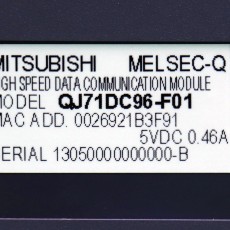 MITSUBISHI MELSEC-Q
HIGH SPEED DATA COMMUNICATION MODULE
MODEL QJ71DC96-F01
MAC ADD. 0026921B3F91
5VDC 0.46A
SERIAL 13050000000000-B